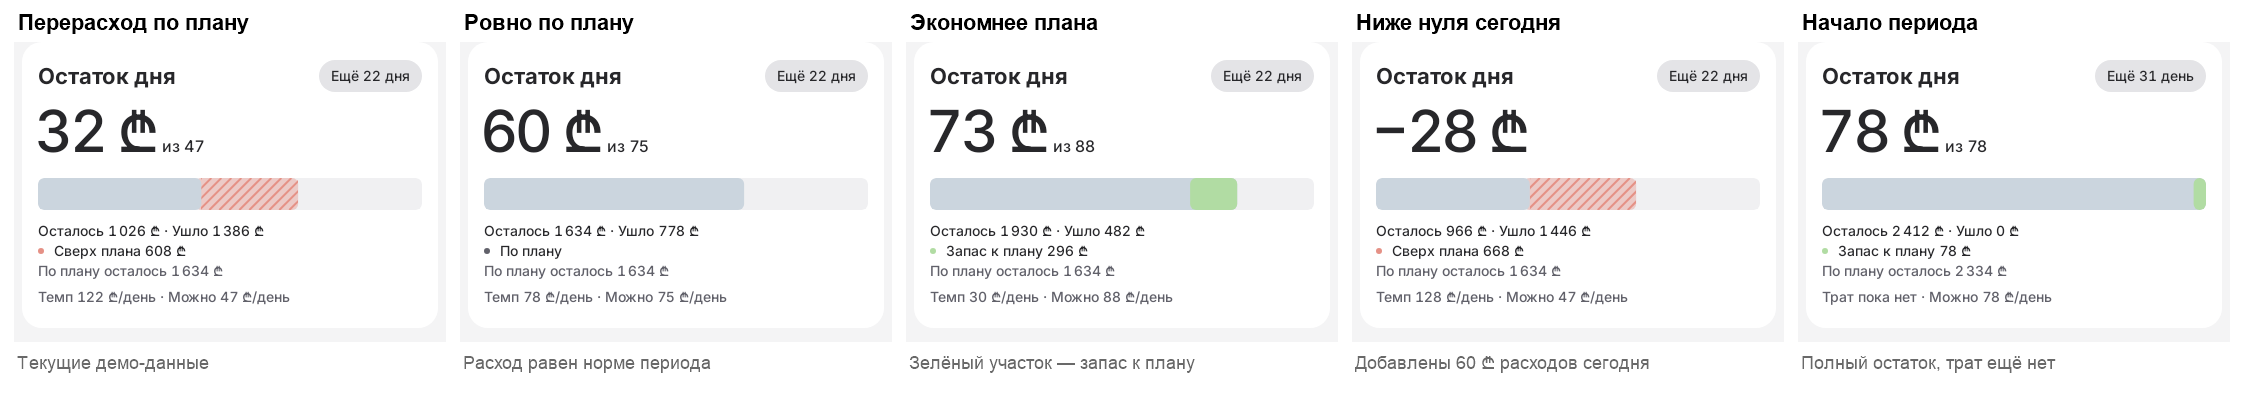 Перерасход по плану
Остаток дня
Ещё 22 дня
32 ₾ из 47
Осталось 1 026 ₾ · Ушло 1 386 ₾
Сверх плана 608 ₾
По плану осталось 1 634 ₾
Темп 122 ₾/день · Можно 47 ₾/день
Текущие демо-данные
Ровно по плану
Остаток дня
Ещё 22 дня
60 ₾ из 75
Осталось 1 634 ₾ · Ушло 778 ₾
По плану
По плану осталось 1 634 ₾
Темп 78 ₾/день · Можно 75 ₾/день
Расход равен норме периода
Экономнее плана
Остаток дня
Ещё 22 дня
73 ₾ из 88
Осталось 1 930 ₾ · Ушло 482 ₾
Запас к плану 296 ₾
По плану осталось 1 634 ₾
Темп 30 ₾/день · Можно 88 ₾/день
Зелёный участок — запас к плану
Ниже нуля сегодня
Остаток дня
Ещё 22 дня
−28 ₾
Осталось 966 ₾ · Ушло 1 446 ₾
Сверх плана 668 ₾
По плану осталось 1 634 ₾
Темп 128 ₾/день · Можно 47 ₾/день
Добавлены 60 ₾ расходов сегодня
Начало периода
Остаток дня
Ещё 31 день
78 ₾ из 78
Осталось 2 412 ₾ · Ушло 0 ₾
Запас к плану 78 ₾
По плану осталось 2 334 ₾
Трат пока нет · Можно 78 ₾/день
Полный остаток, трат ещё нет